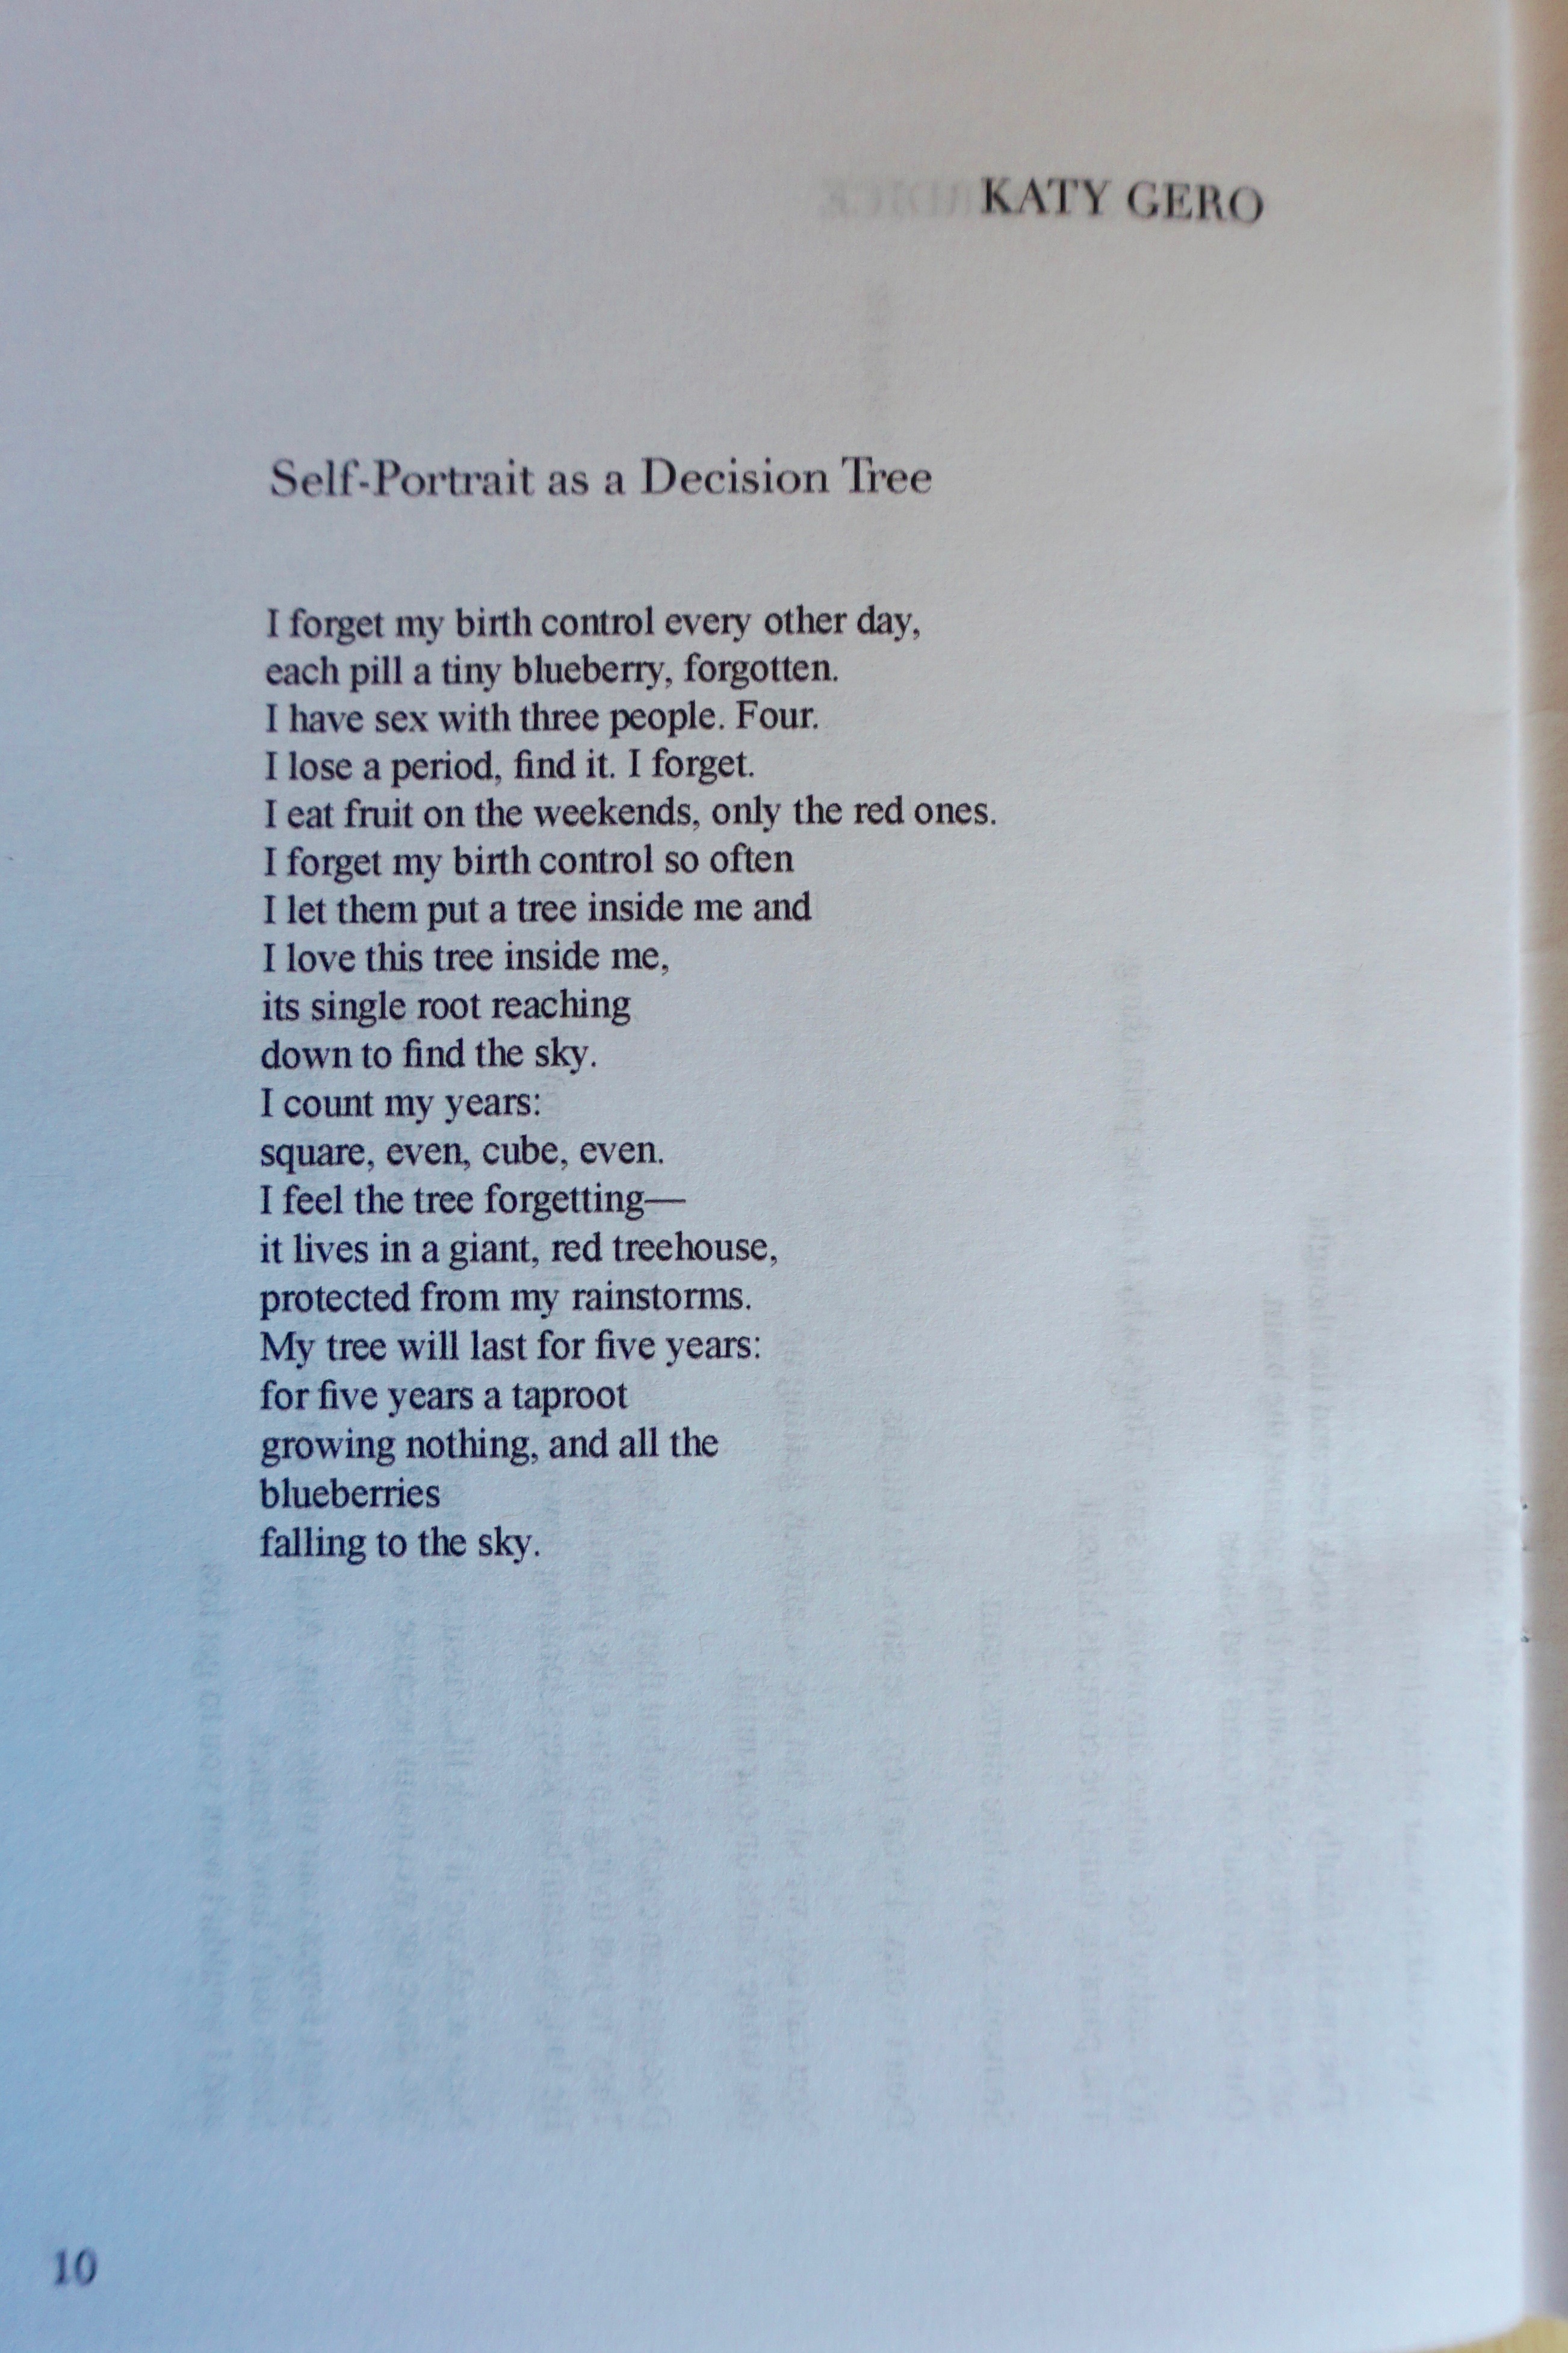 KATY GERO
Self-Portrait as a Decision Tree
I forget my birth control every other day,
each pill a tiny blueberry, forgotten.
I have sex with three people. Four.
I lose a period, find it. I forget.
I eat fruit on the weekends, only the red ones.
I forget my birth control so often
I let them put a tree inside me and
I love this tree inside me,
its single root reaching
down to find the sky.
I count my years:
square, even, cube, even.
I feel the tree forgetting—
it lives in a giant, red treehouse,
protected from my rainstorms.
My tree will last for five years:
for five years a taproot
growing nothing, and all the
blueberries
falling to the sky.
10